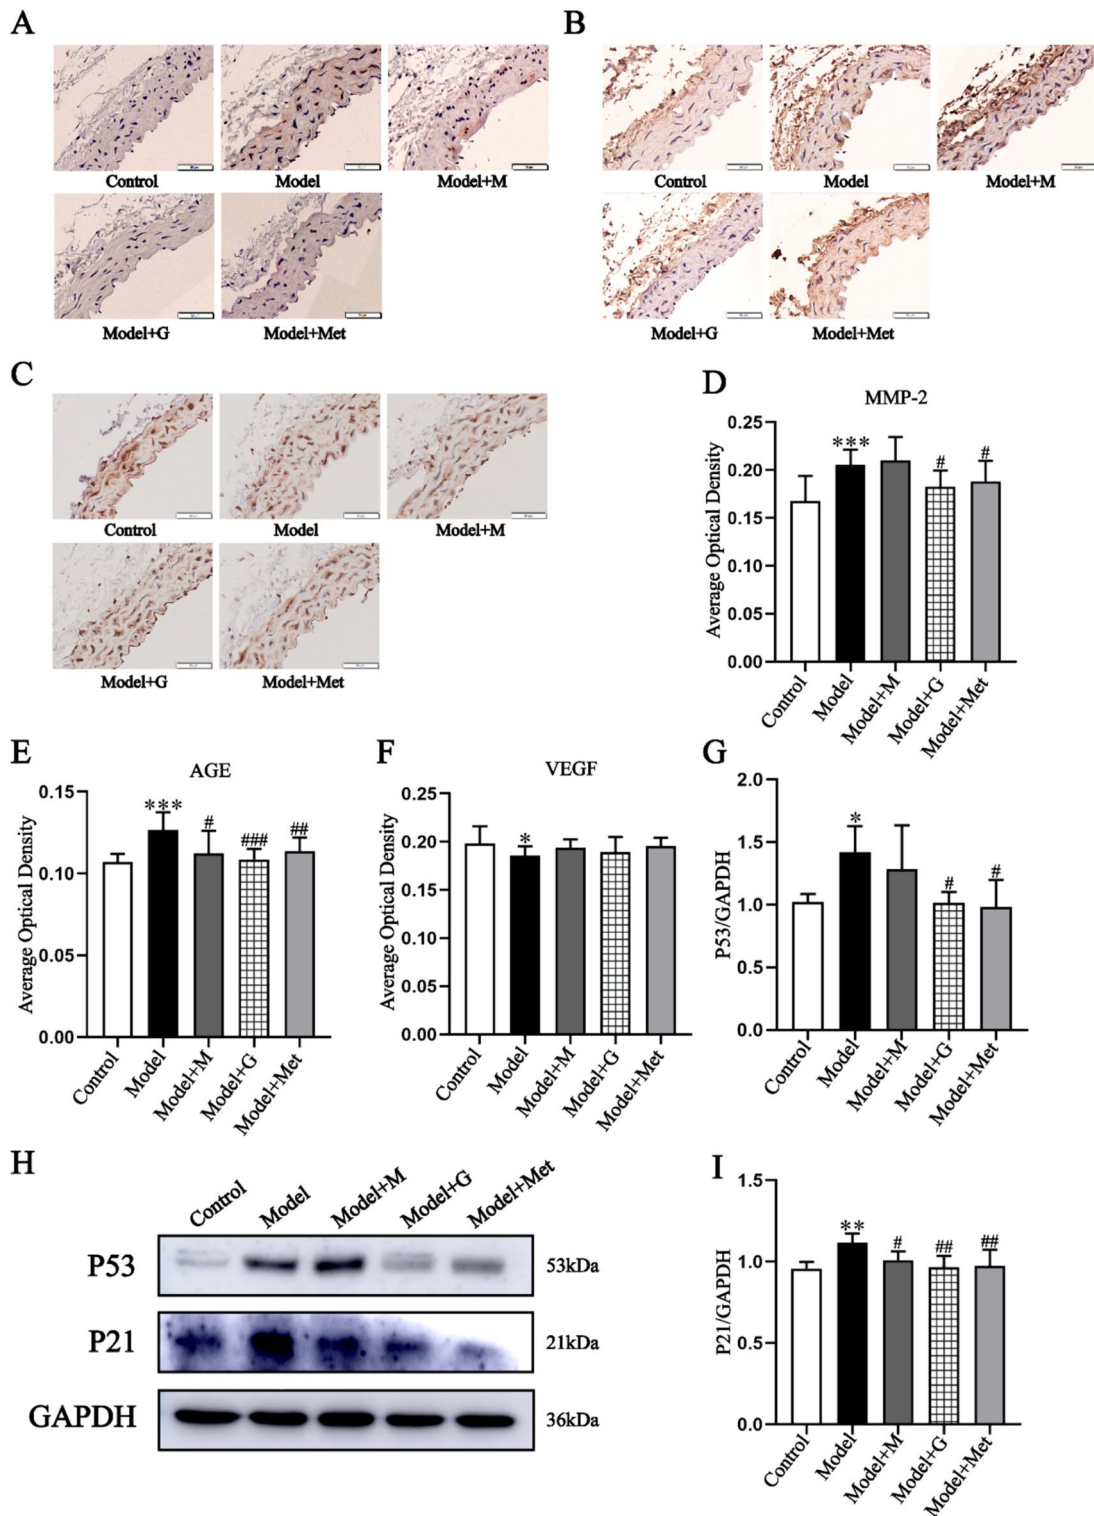 A
B
Control
Model
Model+M
Control
Model
Model+M
Model+G
Model+Met
Model+G
Model+Met
C
Control
Model
Model+M
Model+G
Model+Met
D
MMP-2
Average Optical Density
0.25
0.20
0.15
0.10
0.05
0.00
***
#
#
Control
Model
Model+M
Model+G
Model+Met
E
AGE
Average Optical Density
0.15
0.10
0.05
0.00
***
#
###
##
Control
Model
Model+M
Model+G
Model+Met
F
VEGF
Average Optical Density
0.25
0.20
0.15
0.10
0.05
0.00
*
Control
Model
Model+M
Model+G
Model+Met
G
P53/GAPDH
2.0
1.5
1.0
0.5
0.0
*
#
#
Control
Model
Model+M
Model+G
Model+Met
H
Control
Model
Model+M
Model+G
Model+Met
P53
53kDa
P21
21kDa
GAPDH
36kDa
I
P21/GAPDH
1.5
1.0
0.5
0.0
**
#
##
##
Control
Model
Model+M
Model+G
Model+Met